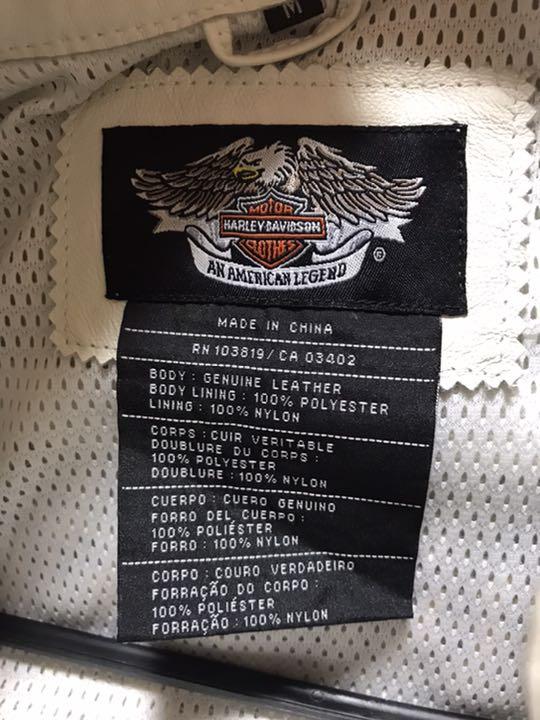 M
MOTOR
HARLEY-DAVIDSON
CLOTHES
AN AMERICAN LEGEND ®
MADE IN CHINA
RN 103819 / CA 03402
BODY : GENUINE LEATHER
BODY LINING : 100% POLYESTER
LINING : 100% NYLON
CORPS : CUIR VERITABLE
DOUBLURE DU CORPS :
100% POLYESTER
DOUBLURE : 100% NYLON
CUERPO : CUERO GENUINO
FORRO DEL CUERPO :
100% POLIÉSTER
FORRO : 100% NYLON
CORPO : COURO VERDADEIRO
FORRAÇÃO DO CORPO :
100% POLIÉSTER
FORRAÇÃO : 100% NYLON